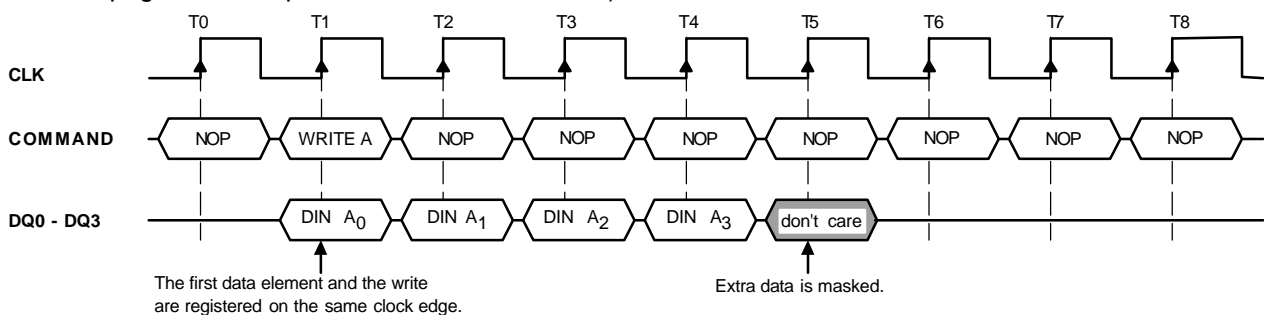 T0 T1 T2 T3 T4 T5 T6 T7 T8
CLK
COMMAND NOP WRITE A NOP NOP NOP NOP NOP NOP NOP
DQ0 - DQ3 DIN A0 DIN A1 DIN A2 DIN A3 don't care
The first data element and the write
are registered on the same clock edge.
Extra data is masked.